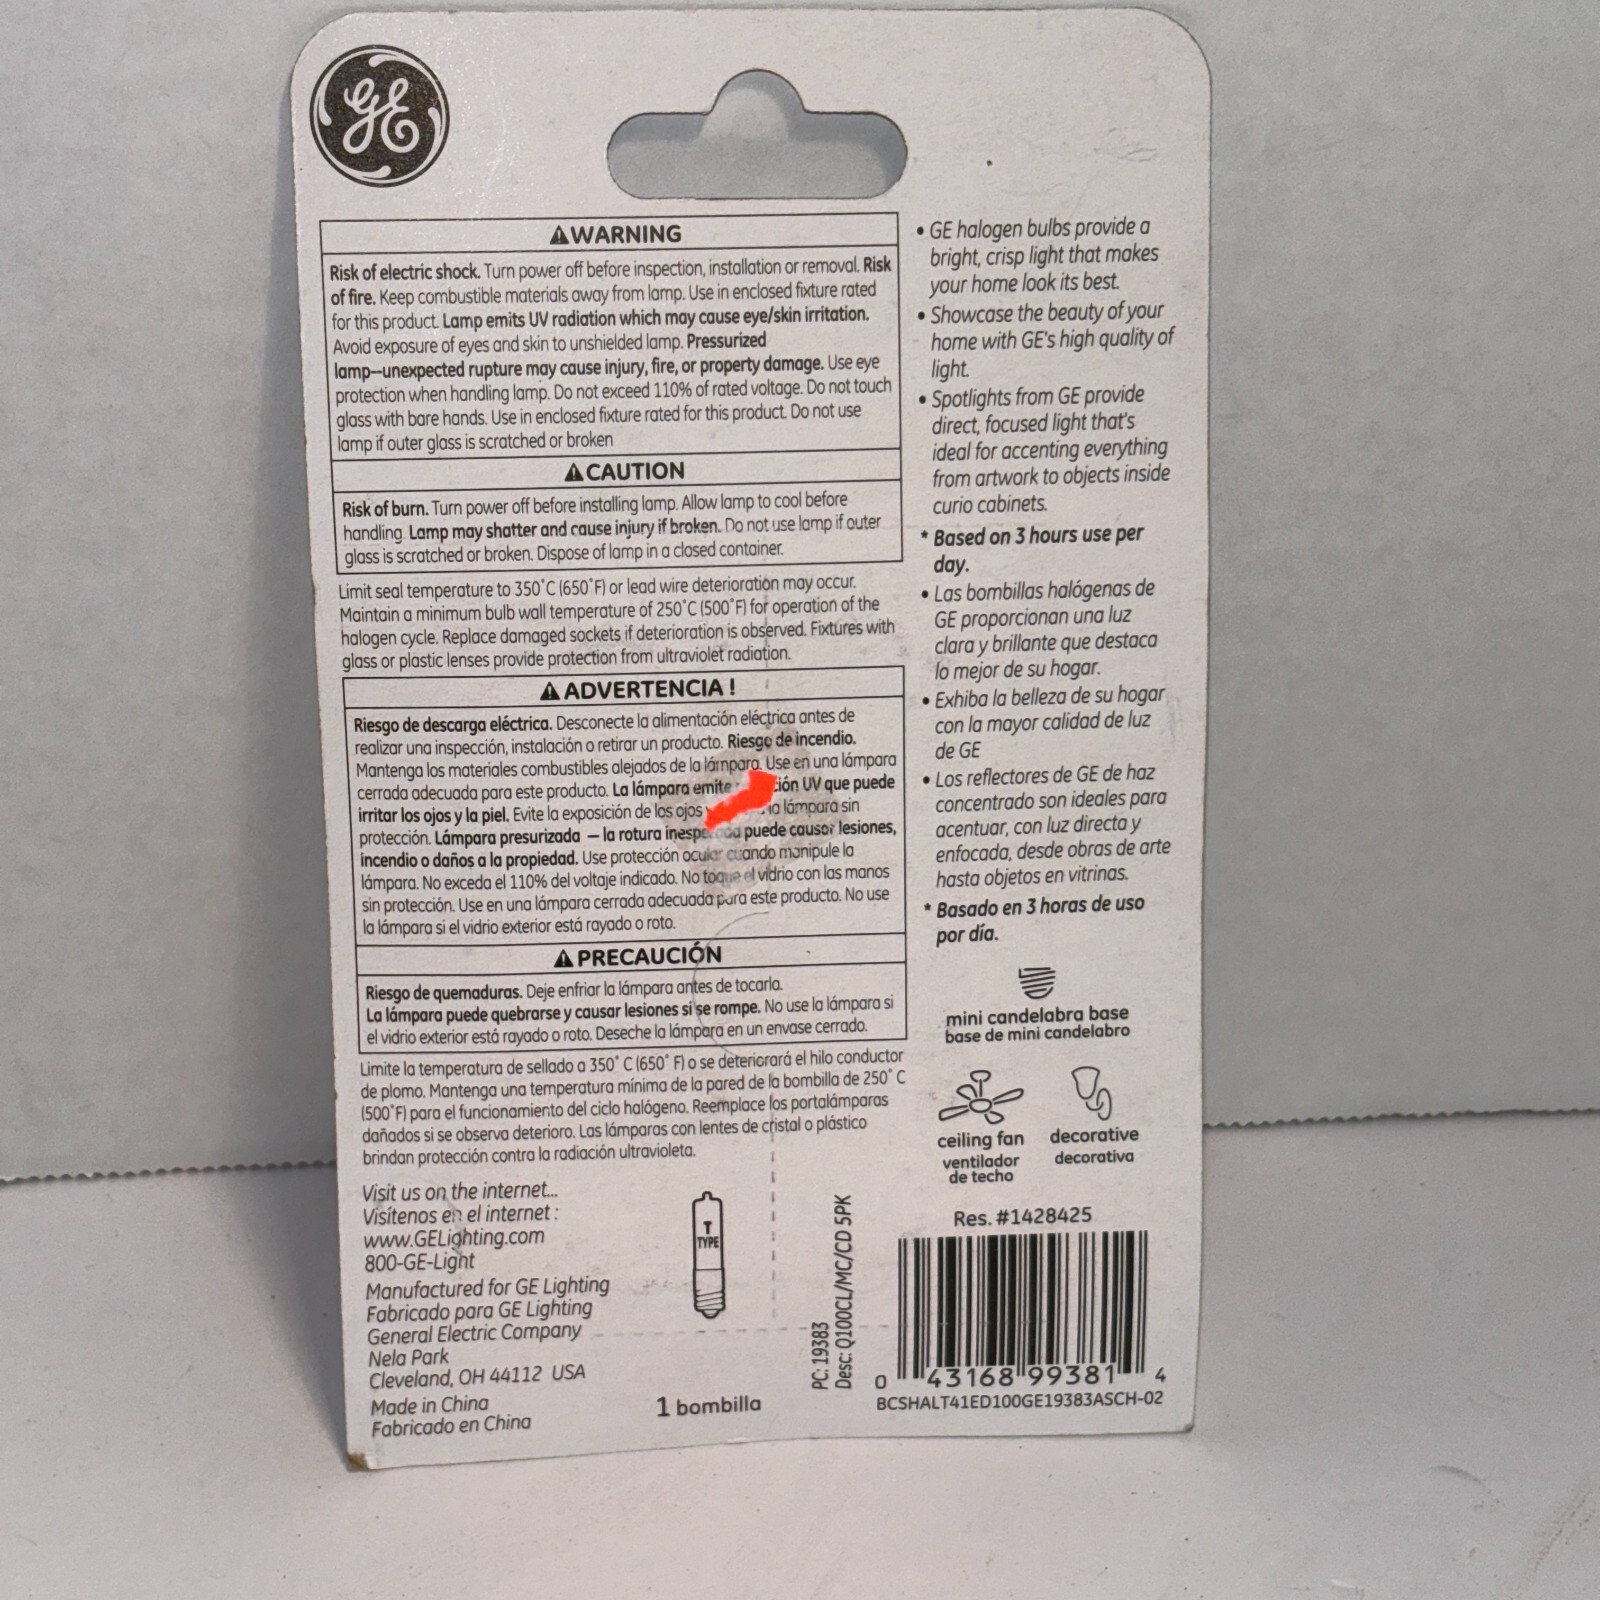 GE
⚠WARNING
Risk of electric shock. Turn power off before inspection, installation or removal. Risk
of fire. Keep combustible materials away from lamp. Use in enclosed fixture rated
for this product. Lamp emits UV radiation which may cause eye/skin irritation.
Avoid exposure of eyes and skin to unshielded lamp. Pressurized
lamp--unexpected rupture may cause injury, fire, or property damage. Use eye
protection when handling lamp. Do not exceed 110% of rated voltage. Do not touch
glass with bare hands. Use in enclosed fixture rated for this product. Do not use
lamp if outer glass is scratched or broken
⚠CAUTION
Risk of burn. Turn power off before installing lamp. Allow lamp to cool before
handling. Lamp may shatter and cause injury if broken. Do not use lamp if outer
glass is scratched or broken. Dispose of lamp in a closed container.
Limit seal temperature to 350°C (650°F) or lead wire deterioration may occur.
Maintain a minimum bulb wall temperature of 250°C (500°F) for operation of the
halogen cycle. Replace damaged sockets if deterioration is observed. Fixtures with
glass or plastic lenses provide protection from ultraviolet radiation.
⚠ADVERTENCIA !
Riesgo de descarga eléctrica. Desconecte la alimentación eléctrica antes de
realizar una inspección, instalación o retirar un producto. Riesgo de incendio.
Mantenga los materiales combustibles alejados de la lámpara. Use en una lámpara
cerrada adecuada para este producto. La lámpara emite UV que puede
irritar los ojos y la piel. Evite la exposición de los ojos la lámpara sin
protección. Lámpara presurizada — la rotura puede causar lesiones,
incendio o daños a la propiedad. Use protección ocular cuando manipule la
lámpara. No exceda el 110% del voltaje indicado. No toque el vidrio con las manos
sin protección. Use en una lámpara cerrada adecuada para este producto. No use
la lámpara si el vidrio exterior está rayado o roto.
⚠PRECAUCIÓN
Riesgo de quemaduras. Deje enfriar la lámpara antes de tocarla.
La lámpara puede quebrarse y causar lesiones si se rompe. No use la lámpara si
el vidrio exterior está rayado o roto. Deseche la lámpara en un envase cerrado.
Limite la temperatura de sellado a 350° C (650° F) o se deteriorará el hilo conductor
de plomo. Mantenga una temperatura mínima de la pared de la bombilla de 250° C
(500°F) para el funcionamiento del ciclo halógeno. Reemplace los portalámparas
dañados si se observa deterioro. Las lámparas con lentes de cristal o plástico
brindan protección contra la radiación ultravioleta.
Visit us on the internet...
Visítenos en el internet :
www.GELighting.com
800-GE-Light
Manufactured for GE Lighting
Fabricado para GE Lighting
General Electric Company
Nela Park
Cleveland, OH 44112 USA
Made in China
Fabricado en China
T
TYPE
1 bombilla
PC: 19383
Desc: Q100CL/MC/CD 5PK
• GE halogen bulbs provide a
bright, crisp light that makes
your home look its best.
• Showcase the beauty of your
home with GE's high quality of
light.
• Spotlights from GE provide
direct, focused light that's
ideal for accenting everything
from artwork to objects inside
curio cabinets.
* Based on 3 hours use per
day.
• Las bombillas halógenas de
GE proporcionan una luz
clara y brillante que destaca
lo mejor de su hogar.
• Exhiba la belleza de su hogar
con la mayor calidad de luz
de GE
• Los reflectores de GE de haz
concentrado son ideales para
acentuar, con luz directa y
enfocada, desde obras de arte
hasta objetos en vitrinas.
* Basado en 3 horas de uso
por día.
mini candelabra base
base de mini candelabro
ceiling fan
ventilador
de techo
decorative
decorativa
Res. #1428425
0 43168 99381 4
BCSHALT41ED100GE19383ASCH-02